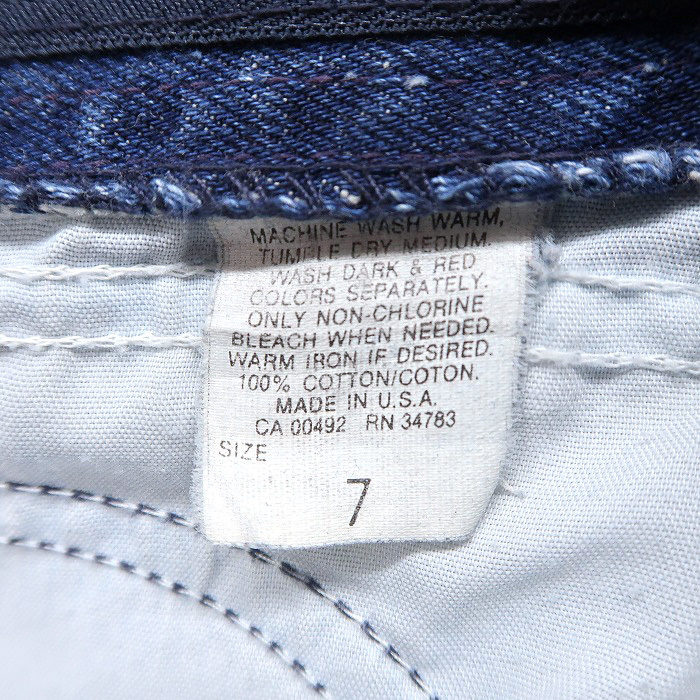 MACHINE WASH WARM,
TUMBLE DRY MEDIUM.
WASH DARK & RED
COLORS SEPARATELY.
ONLY NON-CHLORINE
BLEACH WHEN NEEDED.
WARM IRON IF DESIRED.
100% COTTON/COTON.
MADE IN U.S.A.
CA 00492 RN 34783
SIZE
7